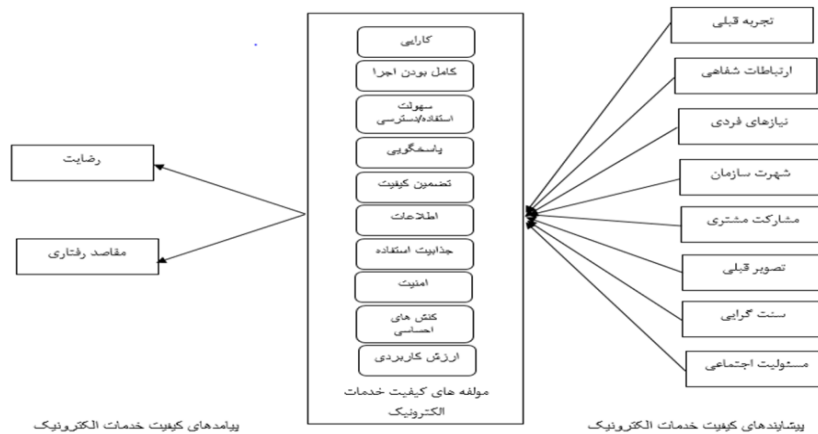 تجربه قبلی
ارتباطات شفاهی
نیازهای فردی
شهرت سازمان
مشارکت مشتری
تصویر قبلی
سنت گرایی
مسئولیت اجتماعی
پیشایندهای کیفیت خدمات الکترونیک
کارایی
کامل بودن اجرا
سهولت
استفاده/دسترسی
پاسخگویی
تضمین کیفیت
اطلاعات
جذابیت استفاده
امنیت
کنش های
احساسی
ارزش کاربردی
مولفه های کیفیت خدمات
الکترونیک
رضایت
مقاصد رفتاری
پیامدهای کیفیت خدمات الکترونیک